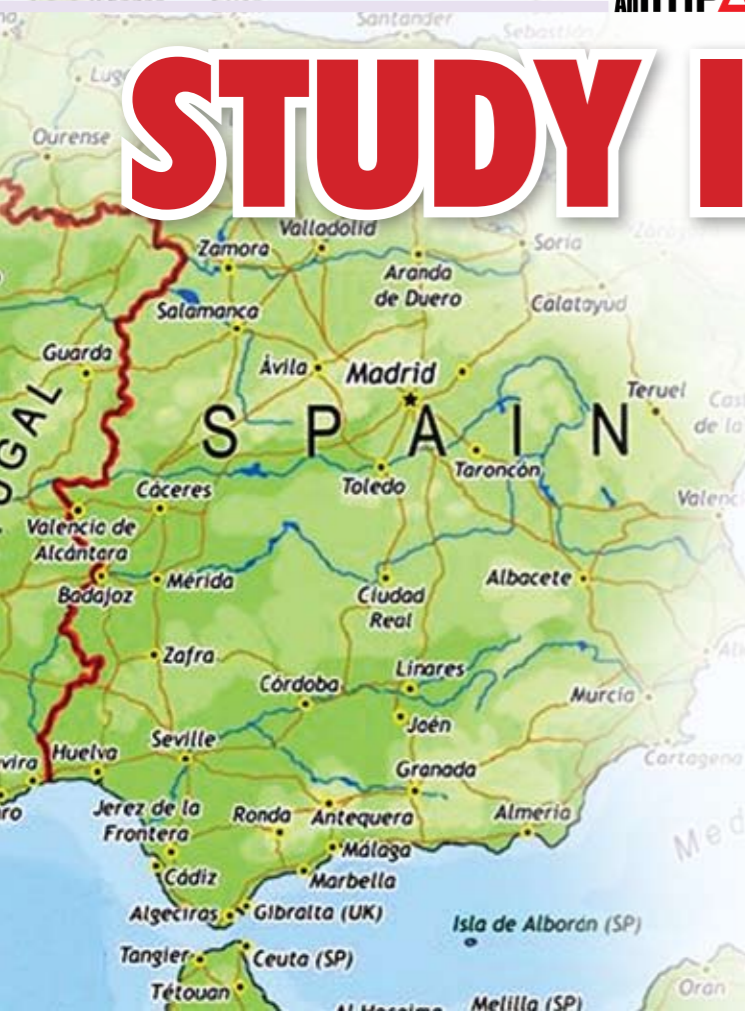 Santander
Sebastián
STUDY
Ourense
Valladolid
Zamora
Soria
Aranda
de Duero
Salamanca
Calatayud
Guarda
Ávila
Madrid
Teruel
SPAIN
de la
Taroncón
Toledo
Cáceres
Valencia de
Alcántara
Badajoz
Mérida
Ciudad
Real
Albacete
Zafra
Linares
Córdoba
Murcia
Jaén
Seville
Huelva
Cartagena
Granada
Jerez de la
Frontera
Ronda
Antequera
Almería
Málaga
Cádiz
Marbella
Algeciras
Gibralta (UK)
Isla de Alborán (SP)
Tangier
Ceuta (SP)
Tétouan
Oran
Melilla (SP)